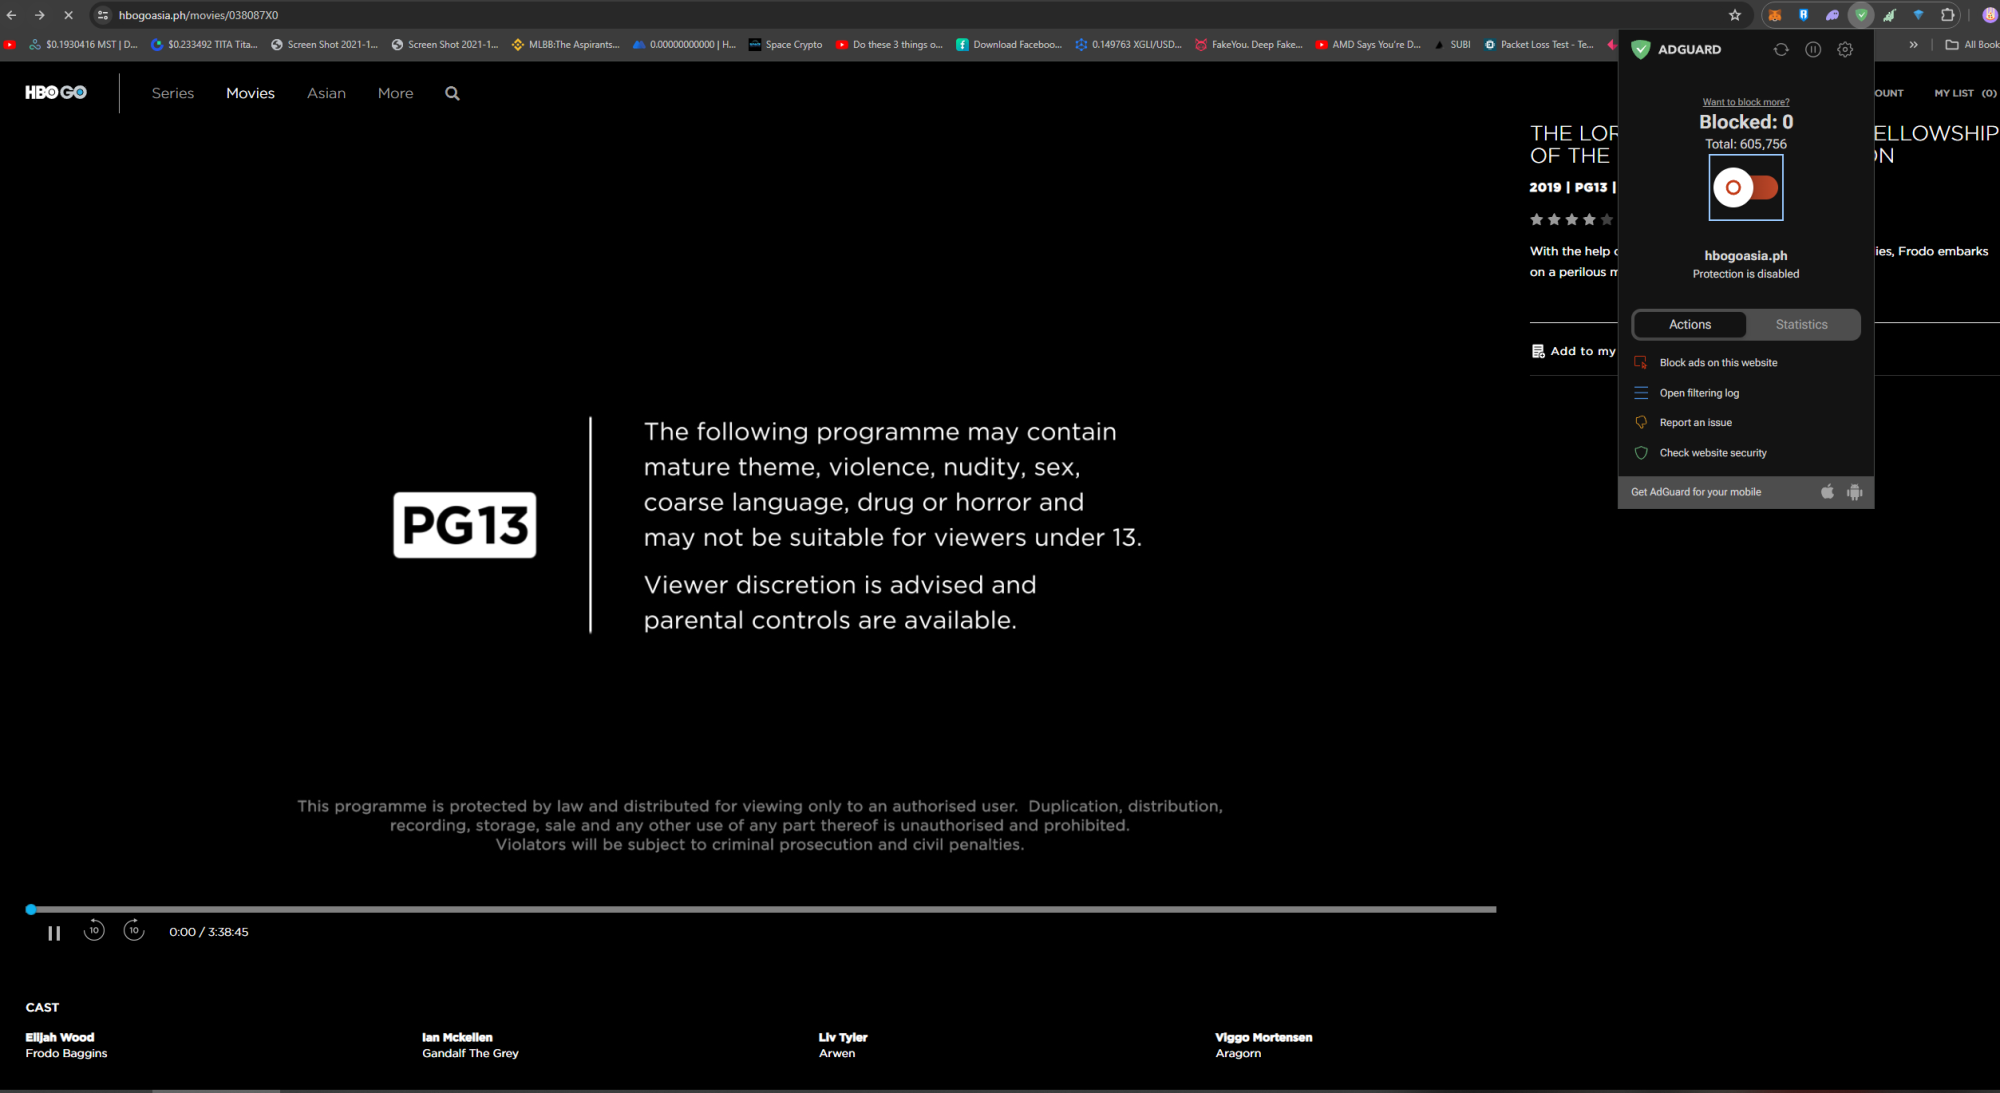 hbogoasia.ph/movies/038087X0
$0.1930416 MST | D...
$0.233492 TITA Tita...
Screen Shot 2021-1...
Screen Shot 2021-1...
MLBB:The Aspirants...
0.00000000000 | H...
Space Crypto
Do these 3 things o...
Download Faceboo...
0.149763 XGLI/USD...
FakeYou. Deep Fake...
AMD Says You're D...
SUBI
Packet Loss Test - Te...
»
All Book
HBO GO
Series
Movies
Asian
More
OUNT
MY LIST (0)
THE LOR
ELLOWSHIP
OF THE
ON
2019 | PG13 |
With the help
ies, Frodo embarks
on a perilous m
Add to my
ADGUARD
Want to block more?
Blocked: 0
Total: 605,756
hbogoasia.ph
Protection is disabled
Actions
Statistics
Block ads on this website
Open filtering log
Report an issue
Check website security
Get AdGuard for your mobile
PG13
The following programme may contain
mature theme, violence, nudity, sex,
coarse language, drug or horror and
may not be suitable for viewers under 13.
Viewer discretion is advised and
parental controls are available.
This programme is protected by law and distributed for viewing only to an authorised user. Duplication, distribution,
recording, storage, sale and any other use of any part thereof is unauthorised and prohibited.
Violators will be subject to criminal prosecution and civil penalties.
10
10
0:00 / 3:38:45
CAST
Elijah Wood
Frodo Baggins
Ian Mckellen
Gandalf The Grey
Liv Tyler
Arwen
Viggo Mortensen
Aragorn